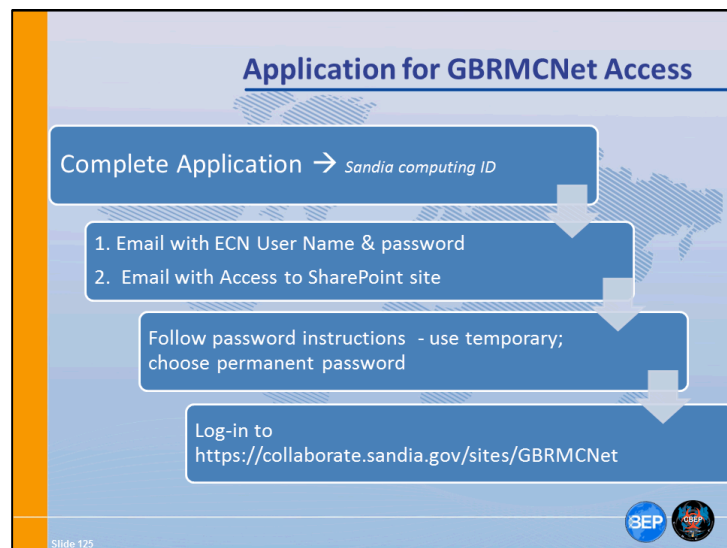 Application for GBRMCNet Access
Complete Application → Sandia computing ID
1. Email with ECN User Name & password
2. Email with Access to SharePoint site
Follow password instructions - use temporary;
choose permanent password
Log-in to
https://collaborate.sandia.gov/sites/GBRMCNet
BEP
CBEP
Slide 125